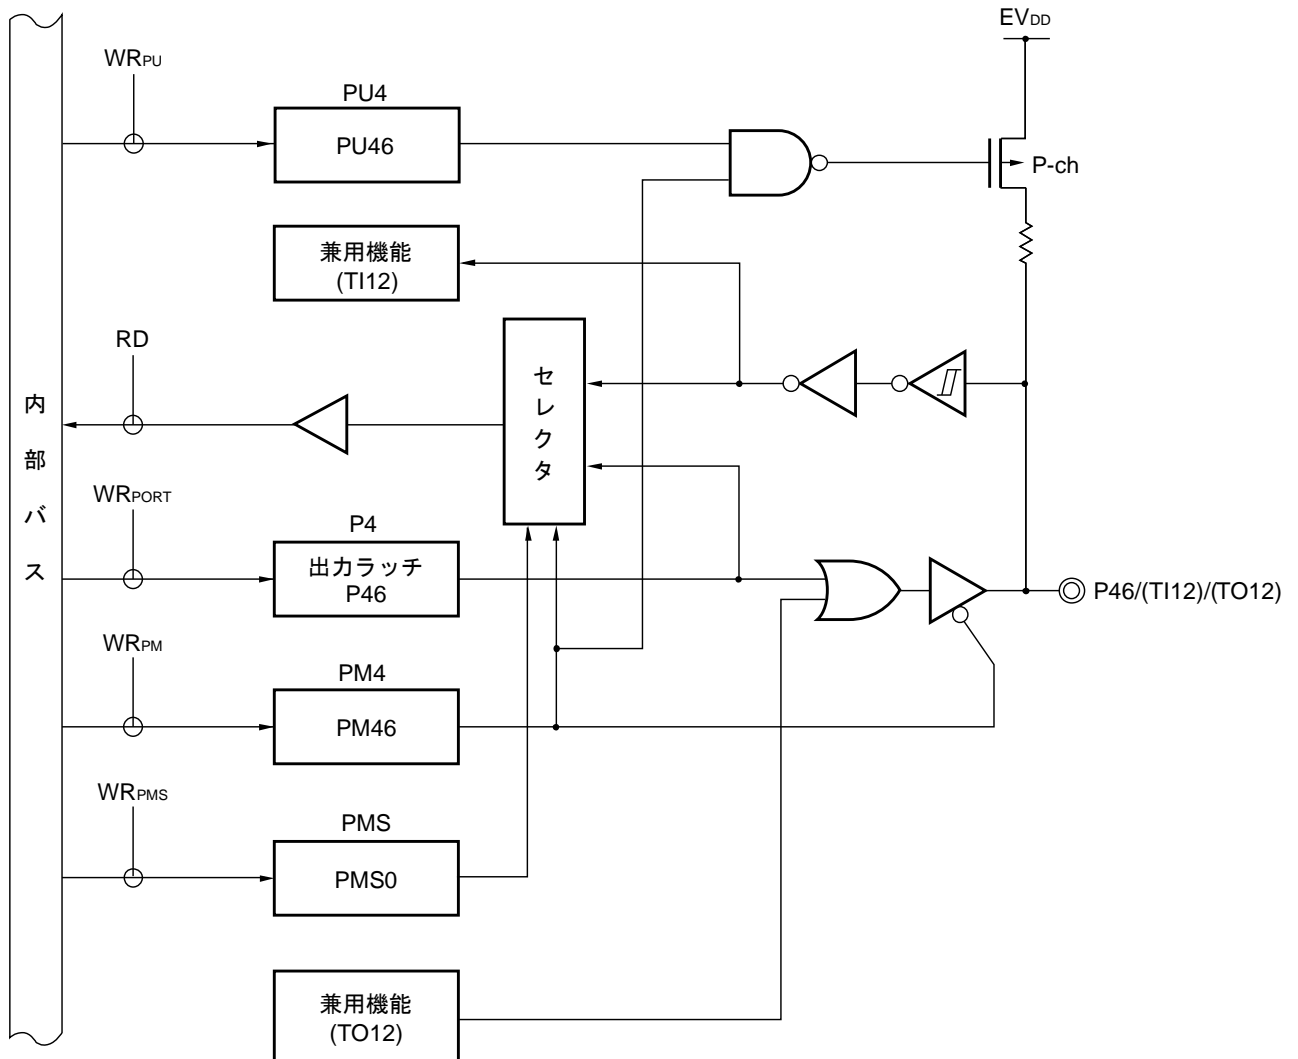 EVDD
WRPU
PU4
PU46
P-ch
兼用機能
(TI12)
RD
セレクタ
内部バス
WRPORT
P4
出力ラッチ
P46
P46/(TI12)/(TO12)
WRPM
PM4
PM46
WRPMS
PMS
PMS0
兼用機能
(TO12)